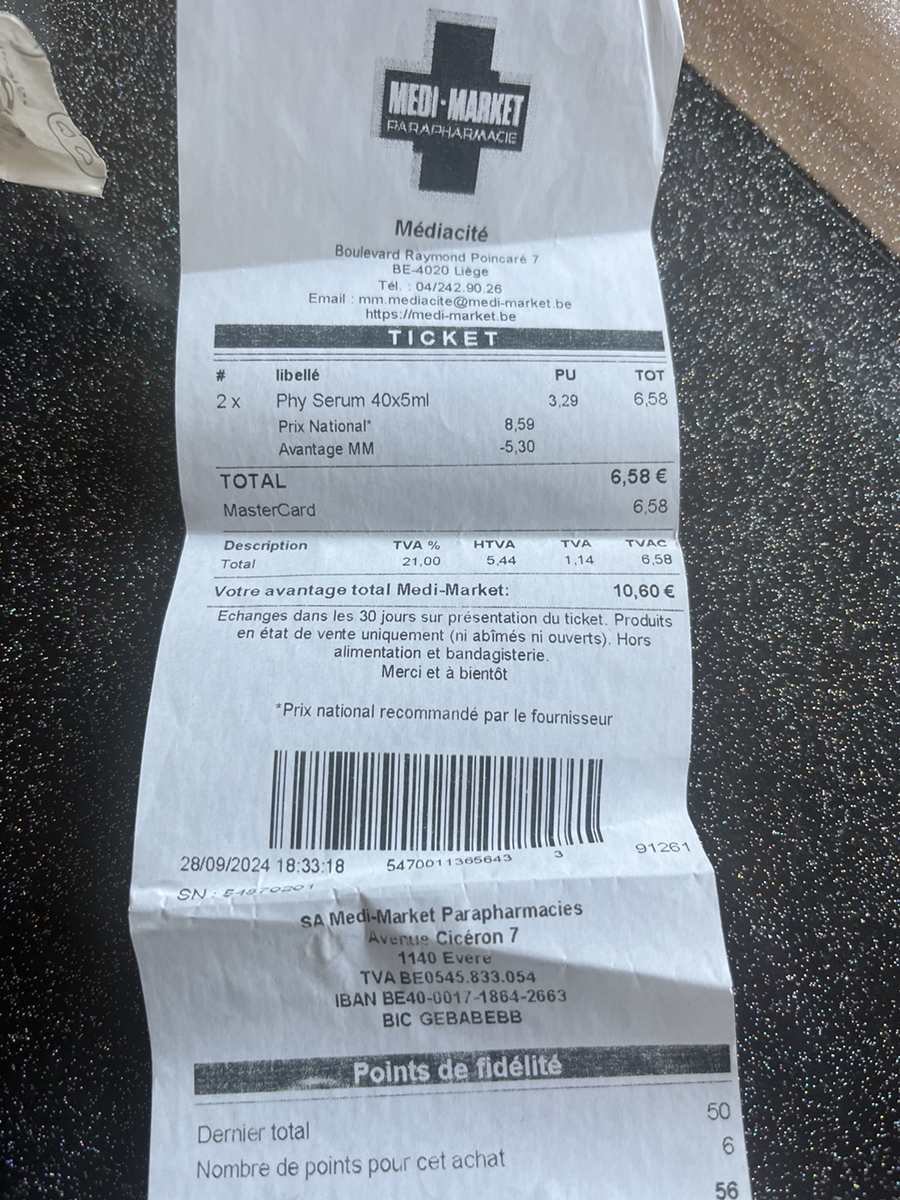 MEDI-MARKET
PARAPHARMACIE
Médiacité
Boulevard Raymond Poincaré 7
BE-4020 Liège
Tél. : 04/242.90.26
Email : mm.mediacite@medi-market.be
https://medi-market.be
TICKET
# libellé PU TOT
2 x Phy Serum 40x5ml 3,29 6,58
Prix National* 8,59
Avantage MM -5,30
TOTAL 6,58 €
MasterCard 6,58
Description TVA % HTVA TVA TVAC
Total 21,00 5,44 1,14 6,58
Votre avantage total Medi-Market: 10,60 €
Echanges dans les 30 jours sur présentation du ticket. Produits
en état de vente uniquement (ni abîmés ni ouverts). Hors
alimentation et bandagisterie.
Merci et à bientôt
*Prix national recommandé par le fournisseur
28/09/2024 18:33:18 5470011365643 3 91261
SN :
SA Medi-Market Parapharmacies
Avenue Cicéron 7
1140 Evere
TVA BE0545.833.054
IBAN BE40-0017-1864-2663
BIC GEBABEBB
Points de fidélité
Dernier total 50
Nombre de points pour cet achat 6
56